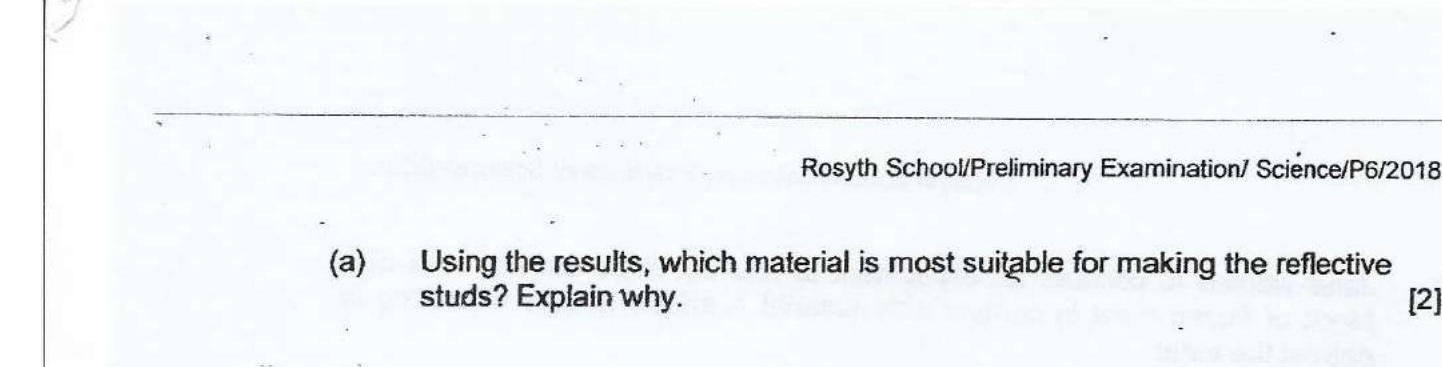 Rosyth School/Preliminary Examination/ Science/P6/2018
(a) Using the results, which material is most suitable for making the reflective
studs? Explain why. [2]